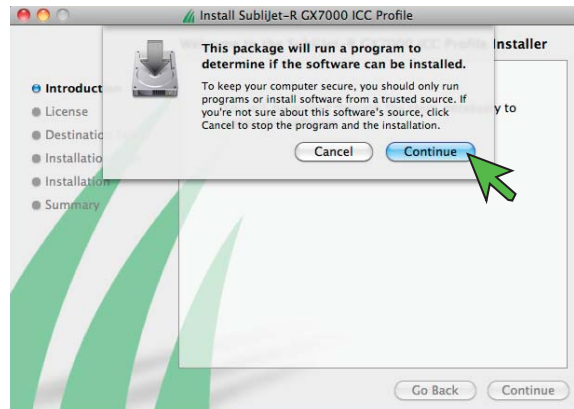 Install SubliJet-R GX7000 ICC Profile
Installer
This package will run a program to
determine if the software can be installed.
To keep your computer secure, you should only run
programs or install software from a trusted source. If
you're not sure about this software's source, click
Cancel to stop the program and the installation.
Cancel
Continue
Introduct
License
Destinatio
Installatio
Installation
Summary
y to
Go Back
Continue